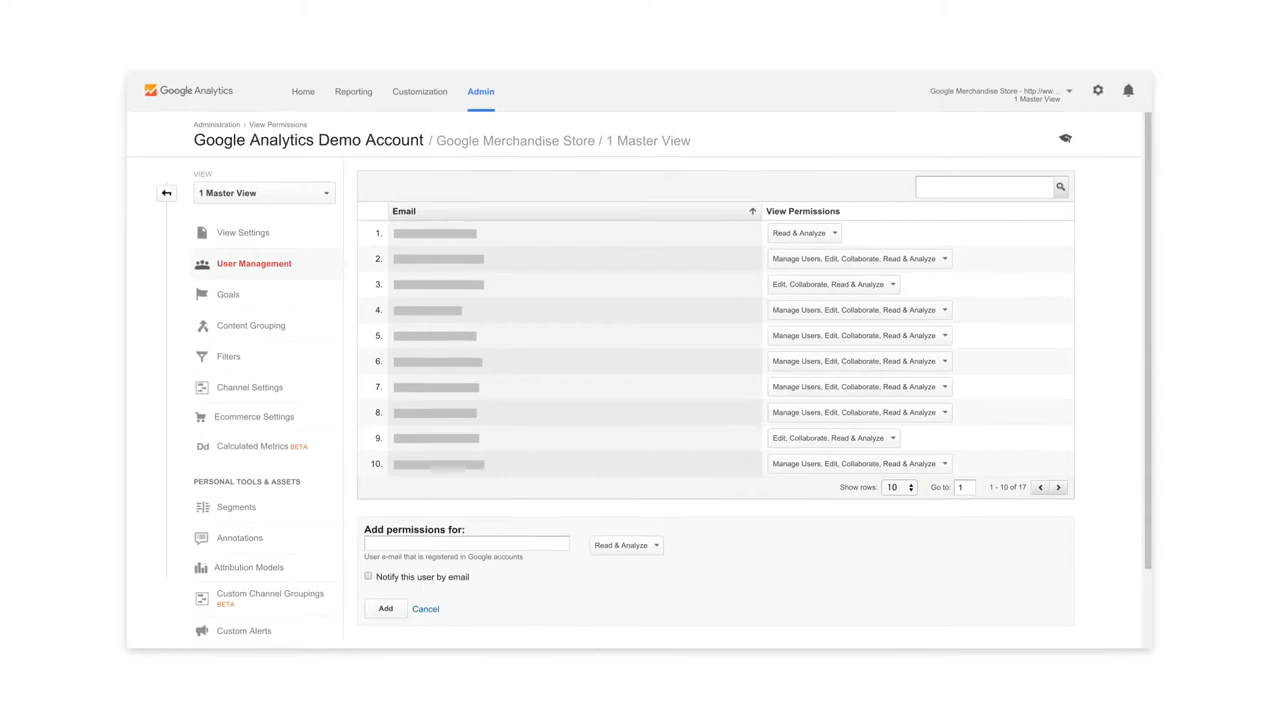 Google Analytics
Home
Reporting
Customization
Admin
Google Merchandise Store - http://ww...
1 Master View
Administration › View Permissions
Google Analytics Demo Account / Google Merchandise Store / 1 Master View
VIEW
1 Master View
View Settings
User Management
Goals
Content Grouping
Filters
Channel Settings
Ecommerce Settings
Dd Calculated Metrics BETA
PERSONAL TOOLS & ASSETS
Segments
Annotations
Attribution Models
Custom Channel Groupings
BETA
Custom Alerts
Email
View Permissions
1. Read & Analyze
2. Manage Users, Edit, Collaborate, Read & Analyze
3. Edit, Collaborate, Read & Analyze
4. Manage Users, Edit, Collaborate, Read & Analyze
5. Manage Users, Edit, Collaborate, Read & Analyze
6. Manage Users, Edit, Collaborate, Read & Analyze
7. Manage Users, Edit, Collaborate, Read & Analyze
8. Manage Users, Edit, Collaborate, Read & Analyze
9. Edit, Collaborate, Read & Analyze
10. Manage Users, Edit, Collaborate, Read & Analyze
Show rows: 10 Go to: 1 1 - 10 of 17
Add permissions for:
Read & Analyze
User e-mail that is registered in Google accounts
Notify this user by email
Add Cancel